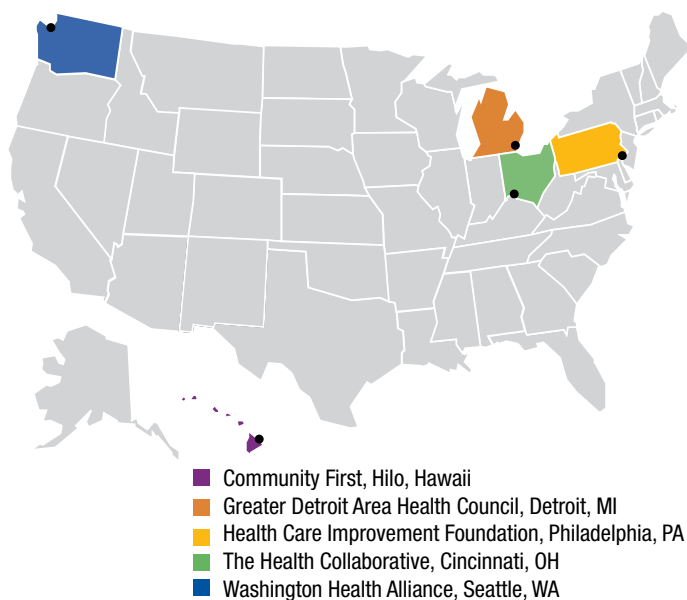 Community First, Hilo, Hawaii
Greater Detroit Area Health Council, Detroit, MI
Health Care Improvement Foundation, Philadelphia, PA
The Health Collaborative, Cincinnati, OH
Washington Health Alliance, Seattle, WA